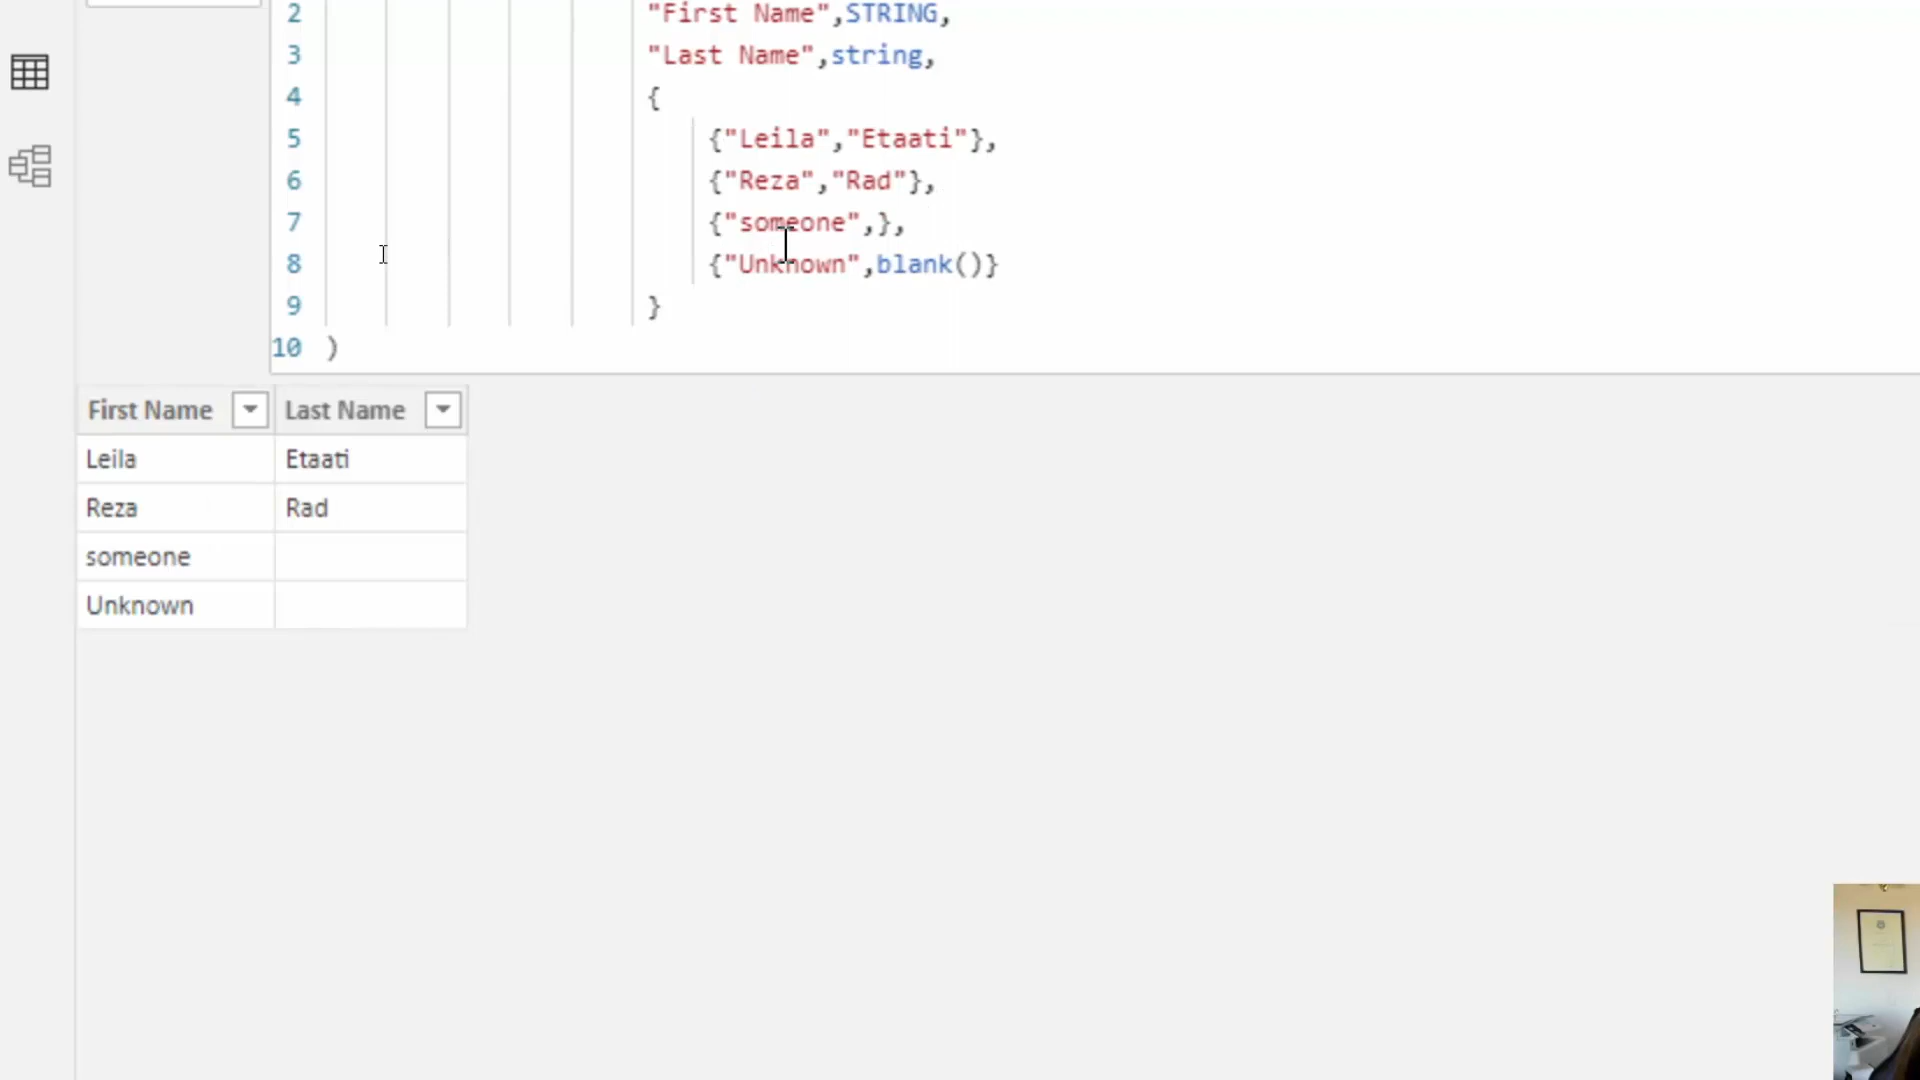 2 "First Name",STRING,
3 "Last Name",string,
4 {
5 {"Leila","Etaati"},
6 {"Reza","Rad"},
7 {"someone",},
8 {"Unknown",blank()}
9 }
10 )
First Name Last Name
Leila Etaati
Reza Rad
someone
Unknown